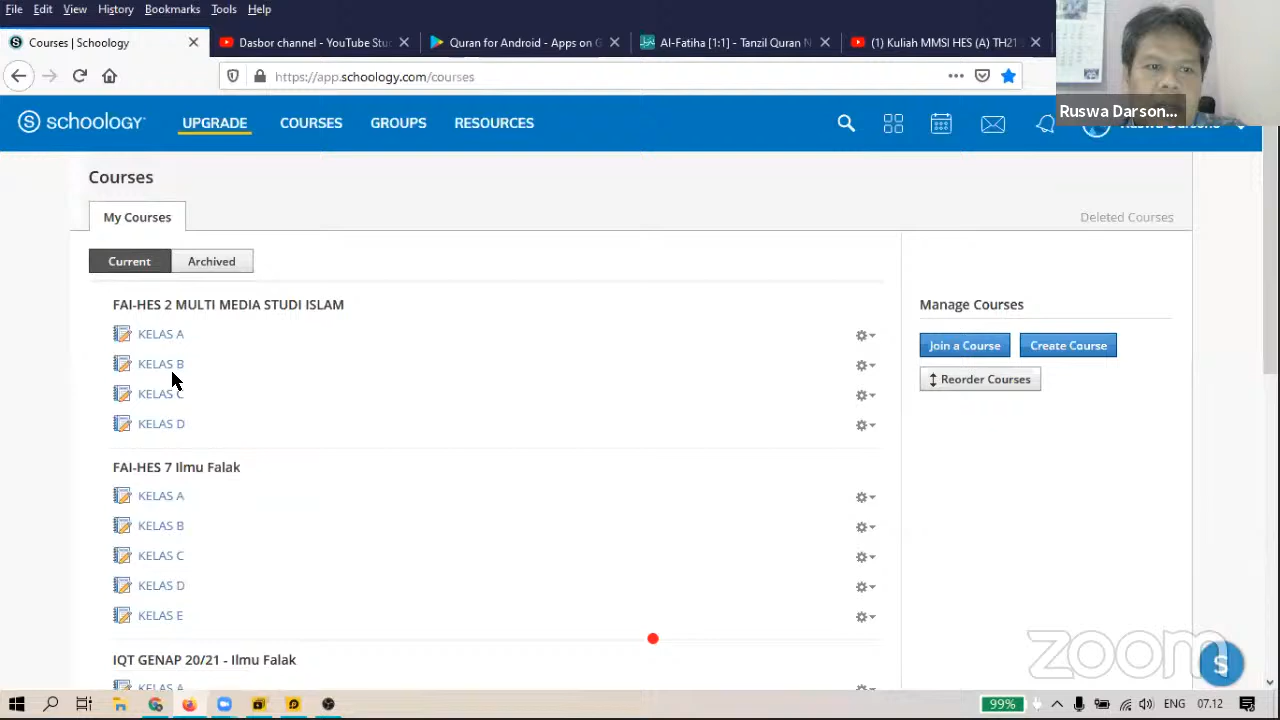 File Edit View History Bookmarks Tools Help
Courses | Schoology
Dasbor channel - YouTube Stu
Quran for Android - Apps on G
Al-Fatiha [1:1] - Tanzil Quran N
(1) Kuliah MMSI HES (A) TH21
https://app.schoology.com/courses
Ruswa Darson...
S schoology
UPGRADE COURSES GROUPS RESOURCES
Courses
My Courses
Deleted Courses
Current Archived
FAI-HES 2 MULTI MEDIA STUDI ISLAM
KELAS A
KELAS B
KELAS C
KELAS D
FAI-HES 7 Ilmu Falak
KELAS A
KELAS B
KELAS C
KELAS D
KELAS E
IQT GENAP 20/21 - Ilmu Falak
KELAS A
Manage Courses
Join a Course Create Course
Reorder Courses
zoom
S
99% ENG 07.12